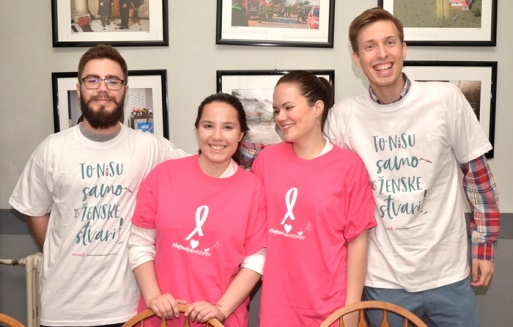 TO NiSU
samo
ŽENSKE
stvari!
TO NiSU
samo
ŽENSKE
stvari!